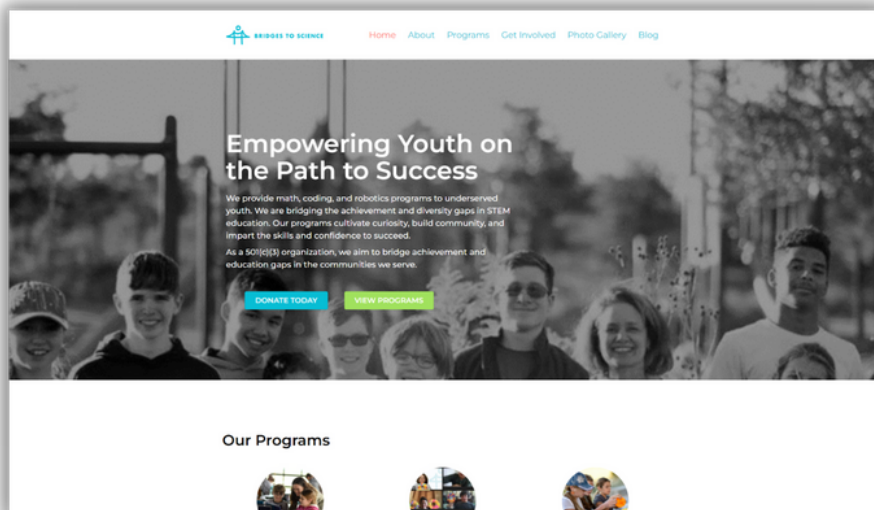 BRIDGES TO SCIENCE
Home About Programs Get Involved Photo Gallery Blog
Empowering Youth on
the Path to Success
We provide math, coding, and robotics programs to underserved
youth. We are bridging the achievement and diversity gaps in STEM
education. Our programs cultivate curiosity, build community, and
impart the skills and confidence to succeed.
As a 501(c)(3) organization, we aim to bridge achievement and
education gaps in the communities we serve.
DONATE TODAY VIEW PROGRAMS
Our Programs